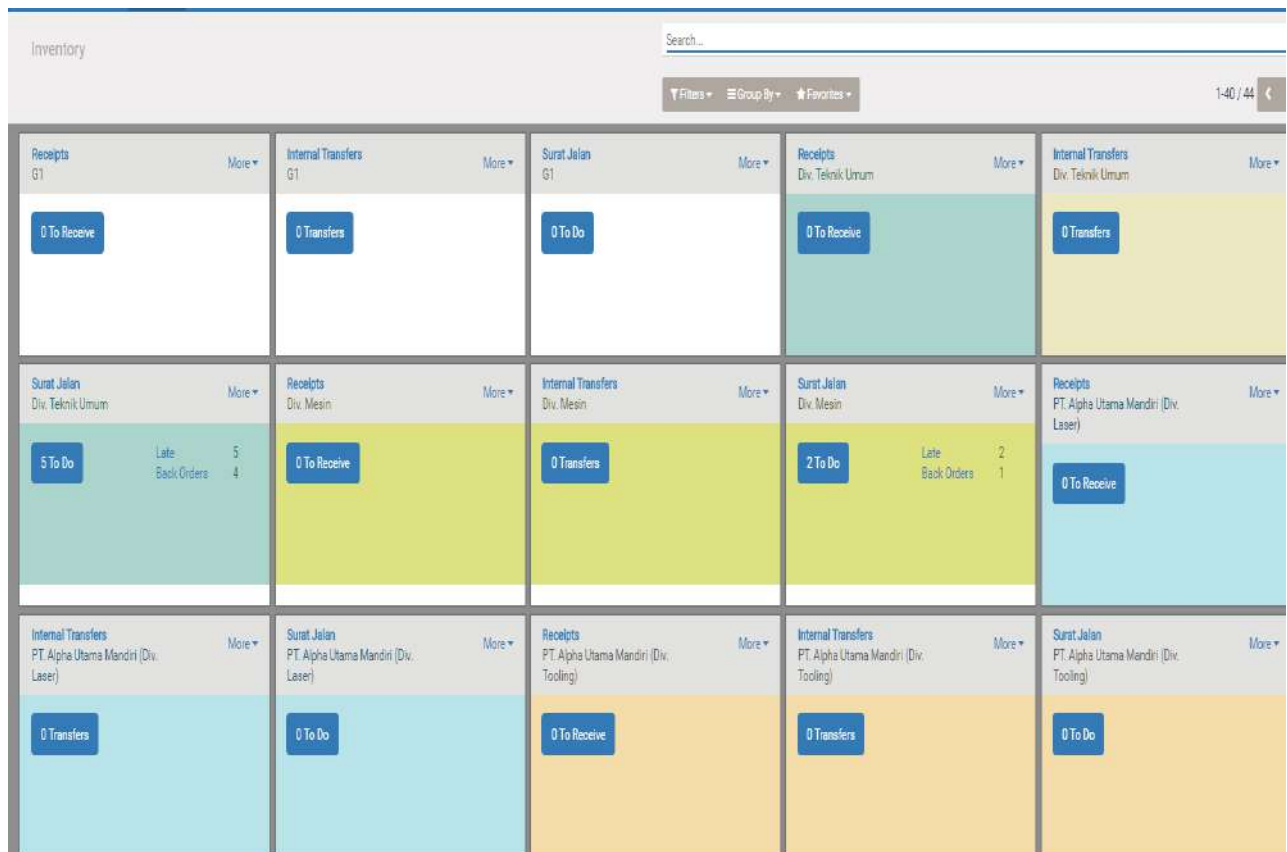 Inventory
Search...
Filters Group By Favorites
1-40 / 44
Receipts
G1
More
0 To Receive
Internal Transfers
G1
More
0 Transfers
Surat Jalan
G1
More
0 To Do
Receipts
Div. Teknik Umum
More
0 To Receive
Internal Transfers
Div. Teknik Umum
More
0 Transfers
Surat Jalan
Div. Teknik Umum
More
5 To Do
Late 5
Back Orders 4
Receipts
Div. Mesin
More
0 To Receive
Internal Transfers
Div. Mesin
More
0 Transfers
Surat Jalan
Div. Mesin
More
2 To Do
Late 2
Back Orders 1
Receipts
PT. Alpha Utama Mandiri (Div.
Laser)
More
0 To Receive
Internal Transfers
PT. Alpha Utama Mandiri (Div.
Laser)
More
0 Transfers
Surat Jalan
PT. Alpha Utama Mandiri (Div.
Laser)
More
0 To Do
Receipts
PT. Alpha Utama Mandiri (Div.
Tooling)
More
0 To Receive
Internal Transfers
PT. Alpha Utama Mandiri (Div.
Tooling)
More
0 Transfers
Surat Jalan
PT. Alpha Utama Mandiri (Div.
Tooling)
More
0 To Do